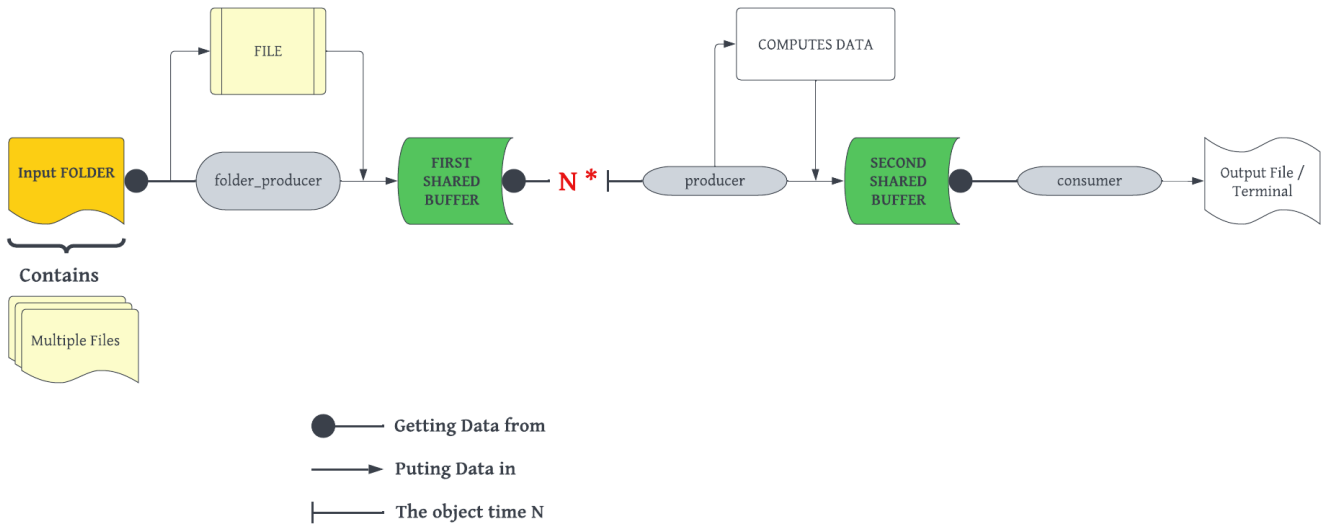 FILE
COMPUTES DATA
Input FOLDER
folder_producer
FIRST
SHARED
BUFFER
N *
producer
SECOND
SHARED
BUFFER
consumer
Output File /
Terminal
Contains
Multiple Files
Getting Data from
Puting Data in
The object time N